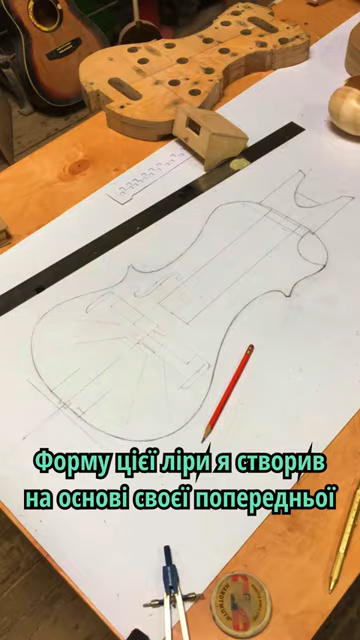 Форму цієї ліри я створив
на основі своєї попередньої